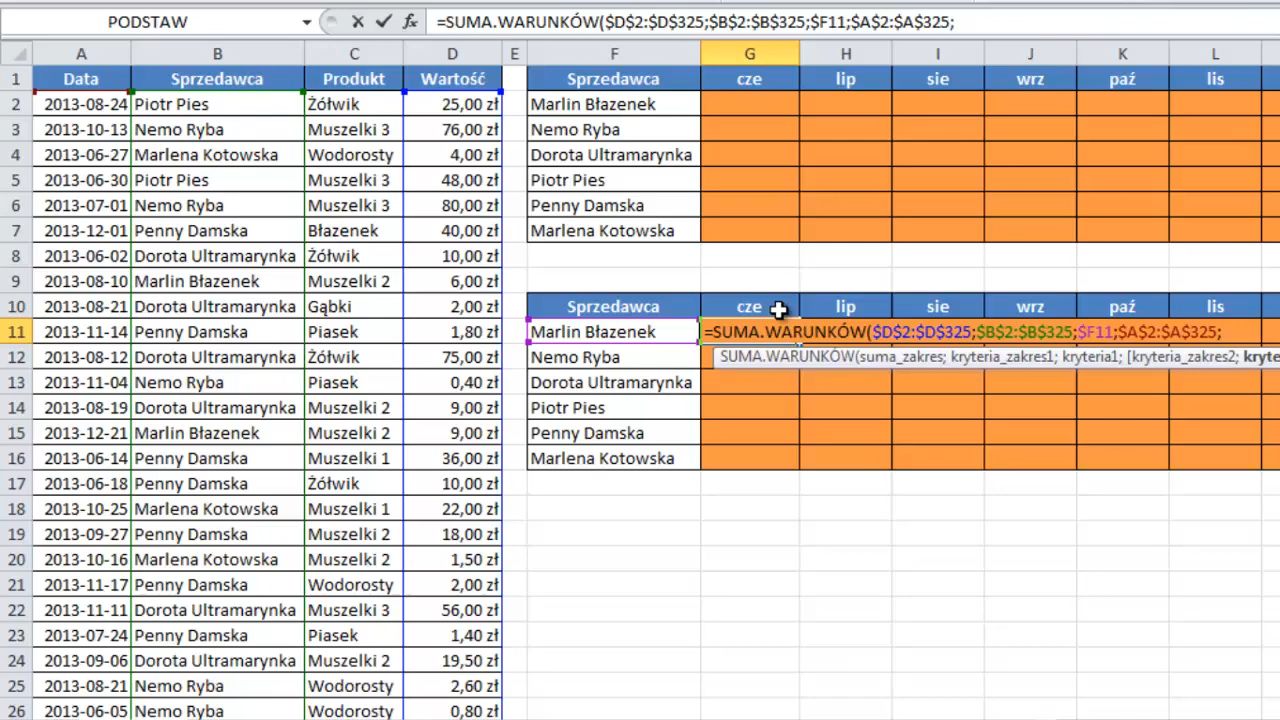 PODSTAW fx =SUMA.WARUNKÓW($D$2:$D$325;$B$2:$B$325;$F11;$A$2:$A$325;
A B C D E F G H I J K L
1 Data Sprzedawca Produkt Wartość Sprzedawca cze lip sie wrz paź lis
2 2013-08-24 Piotr Pies Żółwik 25,00 zł Marlin Błazenek
3 2013-10-13 Nemo Ryba Muszelki 3 76,00 zł Nemo Ryba
4 2013-06-27 Marlena Kotowska Wodorosty 4,00 zł Dorota Ultramarynka
5 2013-06-30 Piotr Pies Muszelki 3 48,00 zł Piotr Pies
6 2013-07-01 Nemo Ryba Muszelki 3 80,00 zł Penny Damska
7 2013-12-01 Penny Damska Błazenek 40,00 zł Marlena Kotowska
8 2013-06-02 Dorota Ultramarynka Żółwik 10,00 zł
9 2013-08-10 Marlin Błazenek Muszelki 2 6,00 zł
10 2013-08-21 Dorota Ultramarynka Gąbki 2,00 zł Sprzedawca cze lip sie wrz paź lis
11 2013-11-14 Penny Damska Piasek 1,80 zł Marlin Błazenek =SUMA.WARUNKÓW($D$2:$D$325;$B$2:$B$325;$F11;$A$2:$A$325;
12 2013-08-12 Dorota Ultramarynka Żółwik 75,00 zł Nemo Ryba SUMA.WARUNKÓW(suma_zakres; kryteria_zakres1; kryteria1; [kryteria_zakres2; kryte
13 2013-11-04 Nemo Ryba Piasek 0,40 zł Dorota Ultramarynka
14 2013-08-19 Dorota Ultramarynka Muszelki 2 9,00 zł Piotr Pies
15 2013-12-21 Marlin Błazenek Muszelki 2 9,00 zł Penny Damska
16 2013-06-14 Penny Damska Muszelki 1 36,00 zł Marlena Kotowska
17 2013-06-18 Penny Damska Żółwik 10,00 zł
18 2013-10-25 Marlena Kotowska Muszelki 1 22,00 zł
19 2013-09-27 Penny Damska Muszelki 2 18,00 zł
20 2013-10-16 Marlena Kotowska Muszelki 2 1,50 zł
21 2013-11-17 Penny Damska Wodorosty 2,00 zł
22 2013-11-11 Dorota Ultramarynka Muszelki 3 56,00 zł
23 2013-07-24 Penny Damska Piasek 1,40 zł
24 2013-09-06 Dorota Ultramarynka Muszelki 2 19,50 zł
25 2013-08-21 Nemo Ryba Wodorosty 2,60 zł
26 2013-06-05 Nemo Ryba Wodorosty 0,80 zł